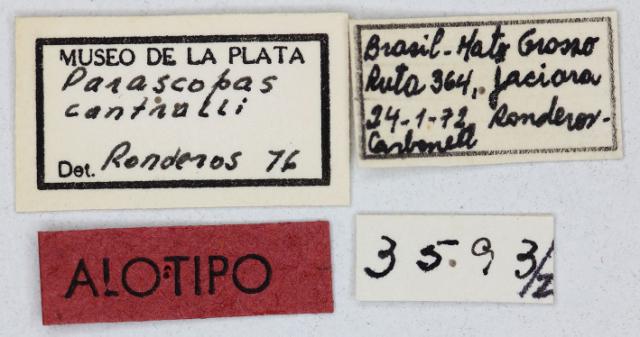 MUSEO DE LA PLATA
Parascopas
cantralli
Det. Ronderos 76
Brasil-Mato Grosso
Ruta 364, Jaciara
24-1-72, Ronderos-
Carbonell
ALOTIPO
3593/2